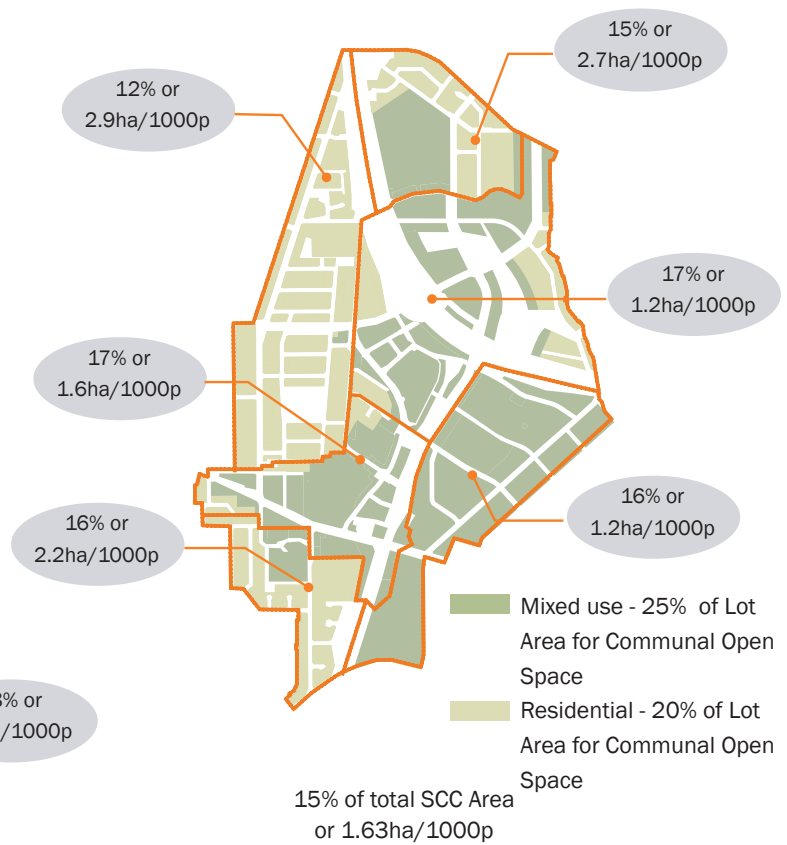 15% or
2.7ha/1000p
12% or
2.9ha/1000p
17% or
1.2ha/1000p
17% or
1.6ha/1000p
16% or
1.2ha/1000p
16% or
2.2ha/1000p
Mixed use - 25% of Lot
Area for Communal Open
Space
% or
/1000p
Residential - 20% of Lot
Area for Communal Open
Space
15% of total SCC Area
or 1.63ha/1000p